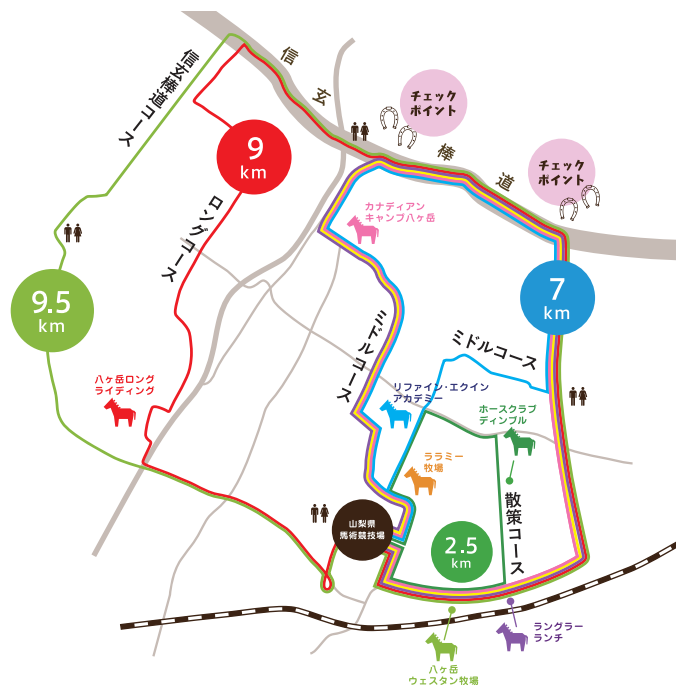 信玄棒道
信玄棒道コース
チェック
ポイント
チェック
ポイント
9
km
ロングコース
カナディアン
キャンプ八ヶ岳
9.5
km
7
km
ミドルコース
ミドルコース
八ヶ岳ロング
ライディング
リファイン・エクイン
アカデミー
ホースクラブ
ディンプル
ララミー
牧場
散策コース
山梨県
馬術競技場
2.5
km
ラングラー
ランチ
八ヶ岳
ウェスタン牧場